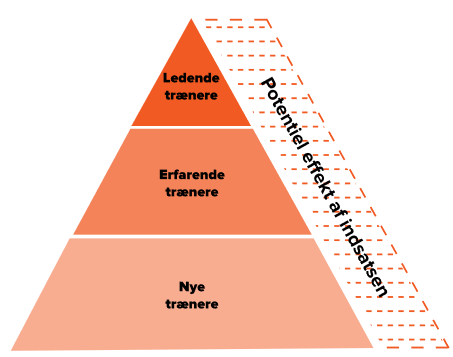 Ledende
trænere
Potentiel effekt af indsatsen
Erfarende
trænere
Nye
trænere